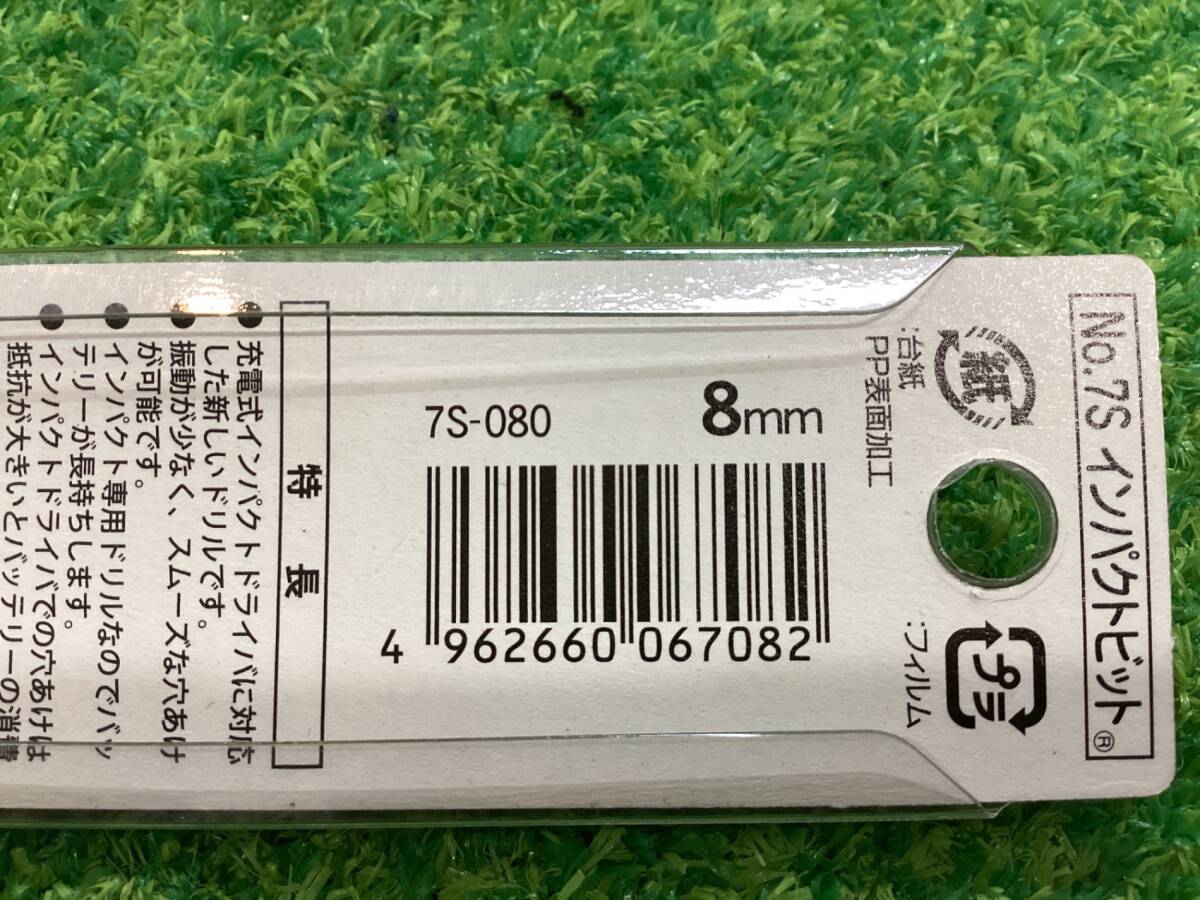 No.7S インパクトビット®
紙
:台紙
PP表面加工
プラ
:フィルム
7S-080
8mm
4 962660 067082
特長
●充電式インパクトドライバに対応
した新しいドリルです。
●振動が少なく、スムーズな穴あけ
が可能です。
●インパクト専用ドリルなのでバッ
テリーが長持ちします。
●インパクトドライバでの穴あけは
抵抗が大きいとバッテリーの消費